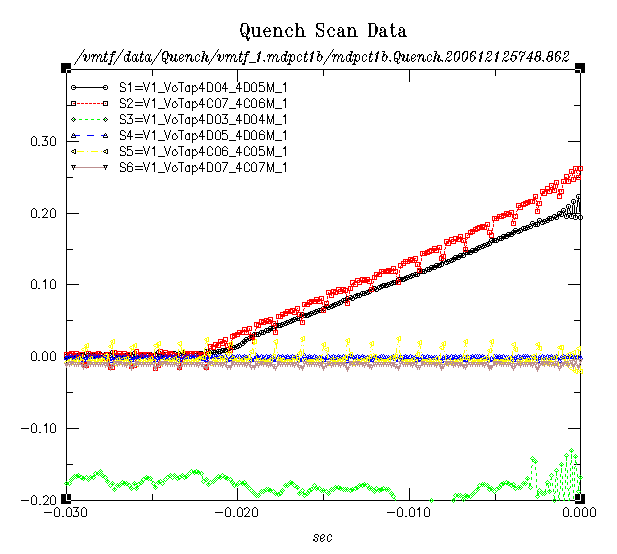 Quench Scan Data
/vmtf/data/Quench/vmtf_1.mdpct1b/mdpct1b.Quench.200612125748.862
S1=V1_VoTap4D04_4D05M_1
S2=V1_VoTap4C07_4C06M_1
S3=V1_VoTap4D03_4D04M_1
S4=V1_VoTap4D05_4D06M_1
S5=V1_VoTap4C06_4C05M_1
S6=V1_VoTap4D07_4C07M_1
0.30
0.20
0.10
0.00
-0.10
-0.20
-0.030 -0.020 -0.010 0.000
sec